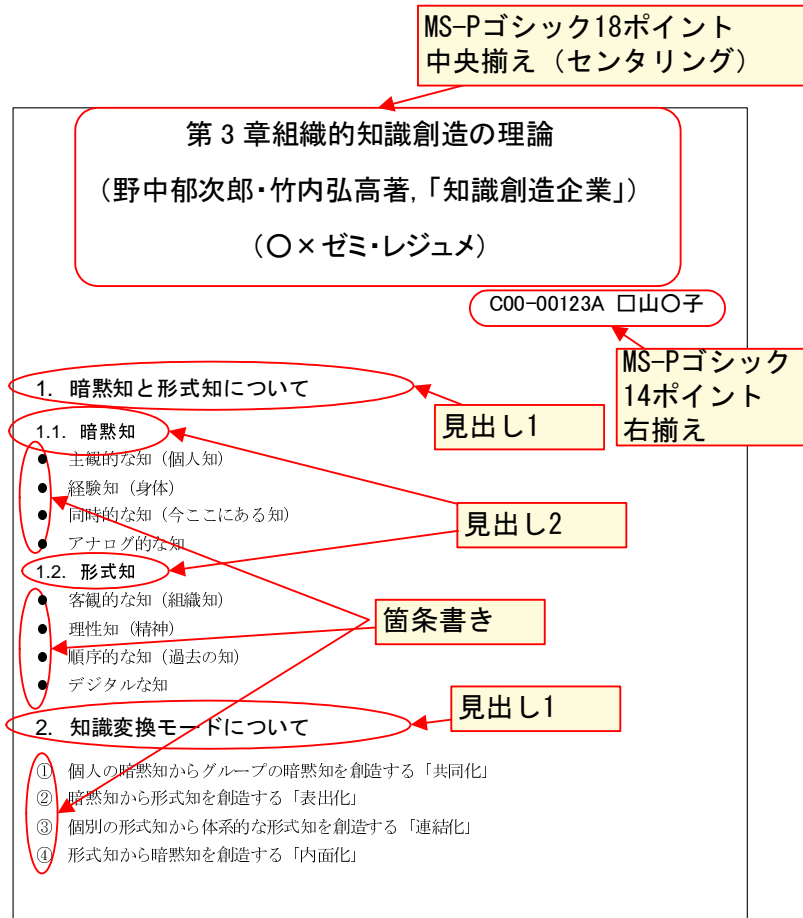 MS-Pゴシック18ポイント
中央揃え（センタリング）
第３章組織的知識創造の理論
（野中郁次郎・竹内弘高著,「知識創造企業」）
（〇×ゼミ・レジュメ）
C00-00123A 口山〇子
MS-Pゴシック
14ポイント
右揃え
1. 暗黙知と形式知について
見出し1
1.1. 暗黙知
● 主観的な知（個人知）
● 経験知（身体）
● 同時的な知（今ここにある知）
● アナログ的な知
見出し2
1.2. 形式知
● 客観的な知（組織知）
● 理性知（精神）
● 順序的な知（過去の知）
● デジタルな知
箇条書き
2. 知識変換モードについて
見出し1
① 個人の暗黙知からグループの暗黙知を創造する「共同化」
② 暗黙知から形式知を創造する「表出化」
③ 個別の形式知から体系的な形式知を創造する「連結化」
④ 形式知から暗黙知を創造する「内面化」